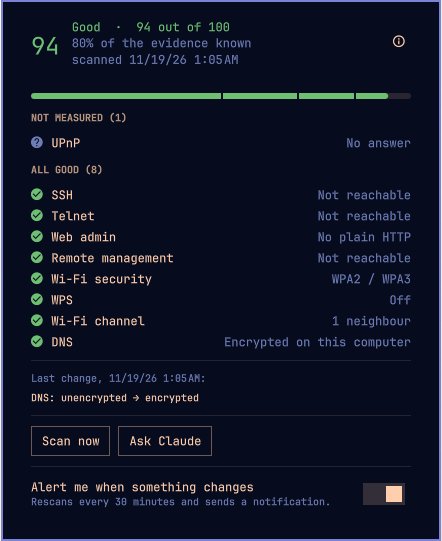 94
Good · 94 out of 100
80% of the evidence known
scanned 11/19/26 1:05 AM
NOT MEASURED (1)
UPnP No answer
ALL GOOD (8)
SSH Not reachable
Telnet Not reachable
Web admin No plain HTTP
Remote management Not reachable
Wi-Fi security WPA2 / WPA3
WPS Off
Wi-Fi channel 1 neighbour
DNS Encrypted on this computer
Last change, 11/19/26 1:05 AM:
DNS: unencrypted → encrypted
Scan now Ask Claude
Alert me when something changes
Rescans every 30 minutes and sends a notification.